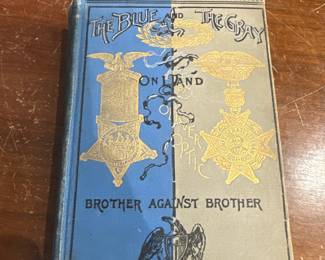 THE BLUE AND THE GRAY
ON LAND
BROTHER AGAINST BROTHER